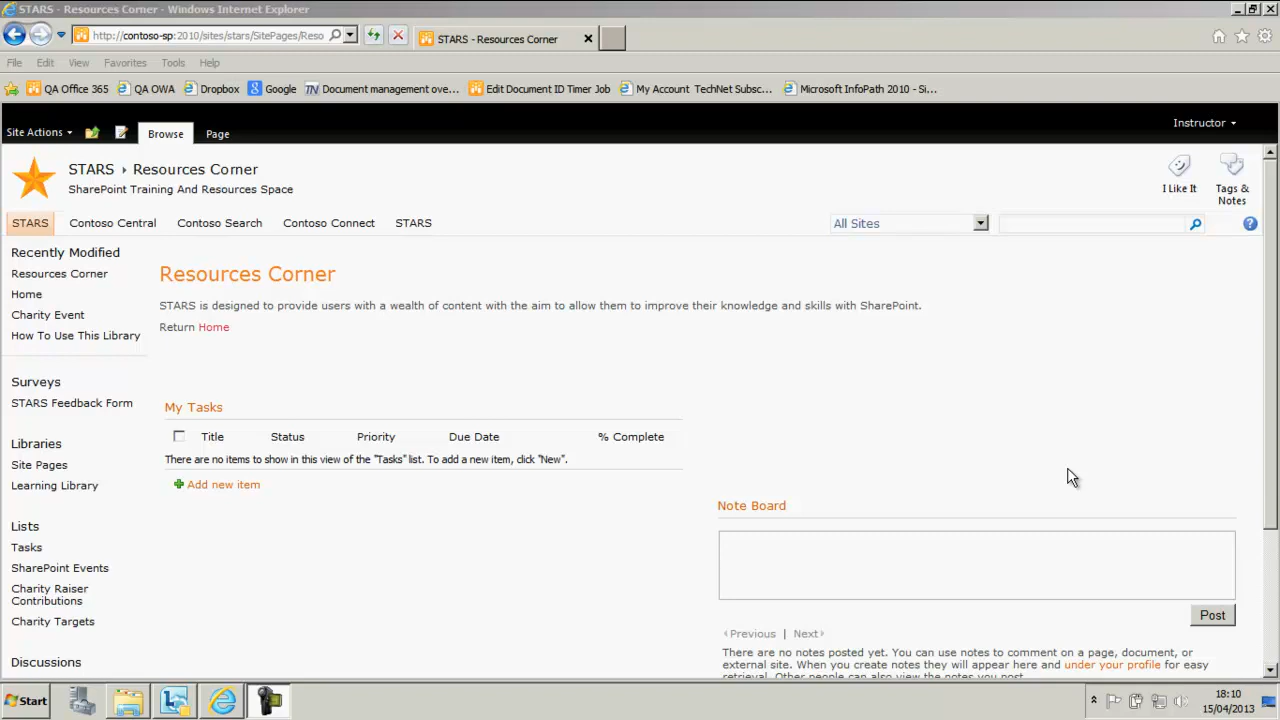 STARS - Resources Corner - Windows Internet Explorer
http://contoso-sp:2010/sites/stars/SitePages/Reso
STARS - Resources Corner
File Edit View Favorites Tools Help
QA Office 365 QA OWA Dropbox Google Document management ove... Edit Document ID Timer Job My Account TechNet Subsc... Microsoft InfoPath 2010 - Si...
Site Actions Browse Page Instructor
STARS Resources Corner
SharePoint Training And Resources Space
I Like It Tags & Notes
STARS Contoso Central Contoso Search Contoso Connect STARS All Sites
Recently Modified
Resources Corner
Home
Charity Event
How To Use This Library
Surveys
STARS Feedback Form
Libraries
Site Pages
Learning Library
Lists
Tasks
SharePoint Events
Charity Raiser
Contributions
Charity Targets
Discussions
Resources Corner
STARS is designed to provide users with a wealth of content with the aim to allow them to improve their knowledge and skills with SharePoint.
Return Home
My Tasks
Title Status Priority Due Date % Complete
There are no items to show in this view of the "Tasks" list. To add a new item, click "New".
Add new item
Note Board
Post
Previous | Next
There are no notes posted yet. You can use notes to comment on a page, document, or
external site. When you create notes they will appear here and under your profile for easy
retrieval. Other people can also view the notes you post.
Start
18:10
15/04/2013